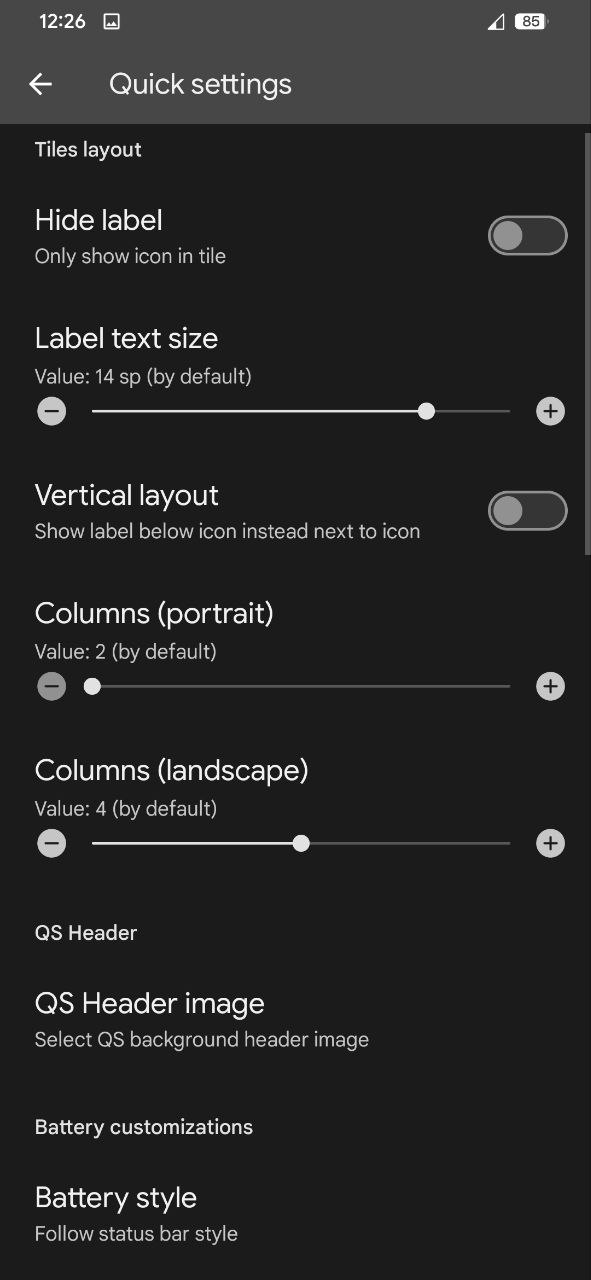 12:26
85
Quick settings
Tiles layout
Hide label
Only show icon in tile
Label text size
Value: 14 sp (by default)
Vertical layout
Show label below icon instead next to icon
Columns (portrait)
Value: 2 (by default)
Columns (landscape)
Value: 4 (by default)
QS Header
QS Header image
Select QS background header image
Battery customizations
Battery style
Follow status bar style